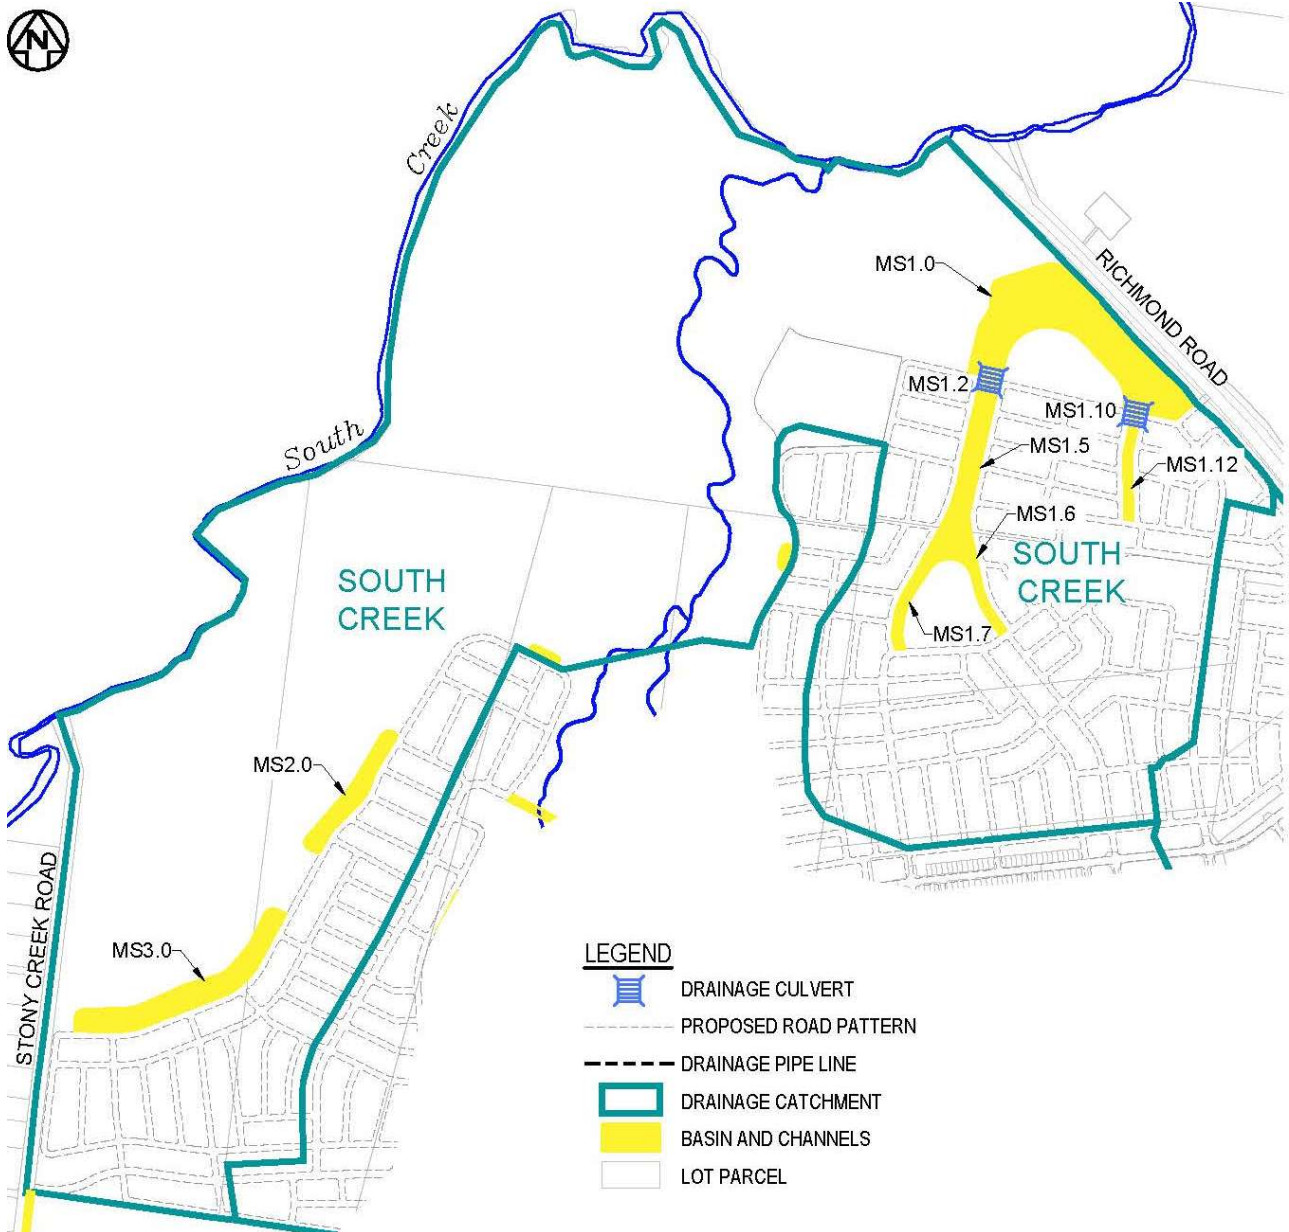 N
Creek
South
MS1.0
RICHMOND ROAD
MS1.2
MS1.10
MS1.5
MS1.12
MS1.6
SOUTH
CREEK
MS1.7
SOUTH
CREEK
MS2.0
MS3.0
STONY CREEK ROAD
LEGEND
DRAINAGE CULVERT
PROPOSED ROAD PATTERN
DRAINAGE PIPE LINE
DRAINAGE CATCHMENT
BASIN AND CHANNELS
LOT PARCEL